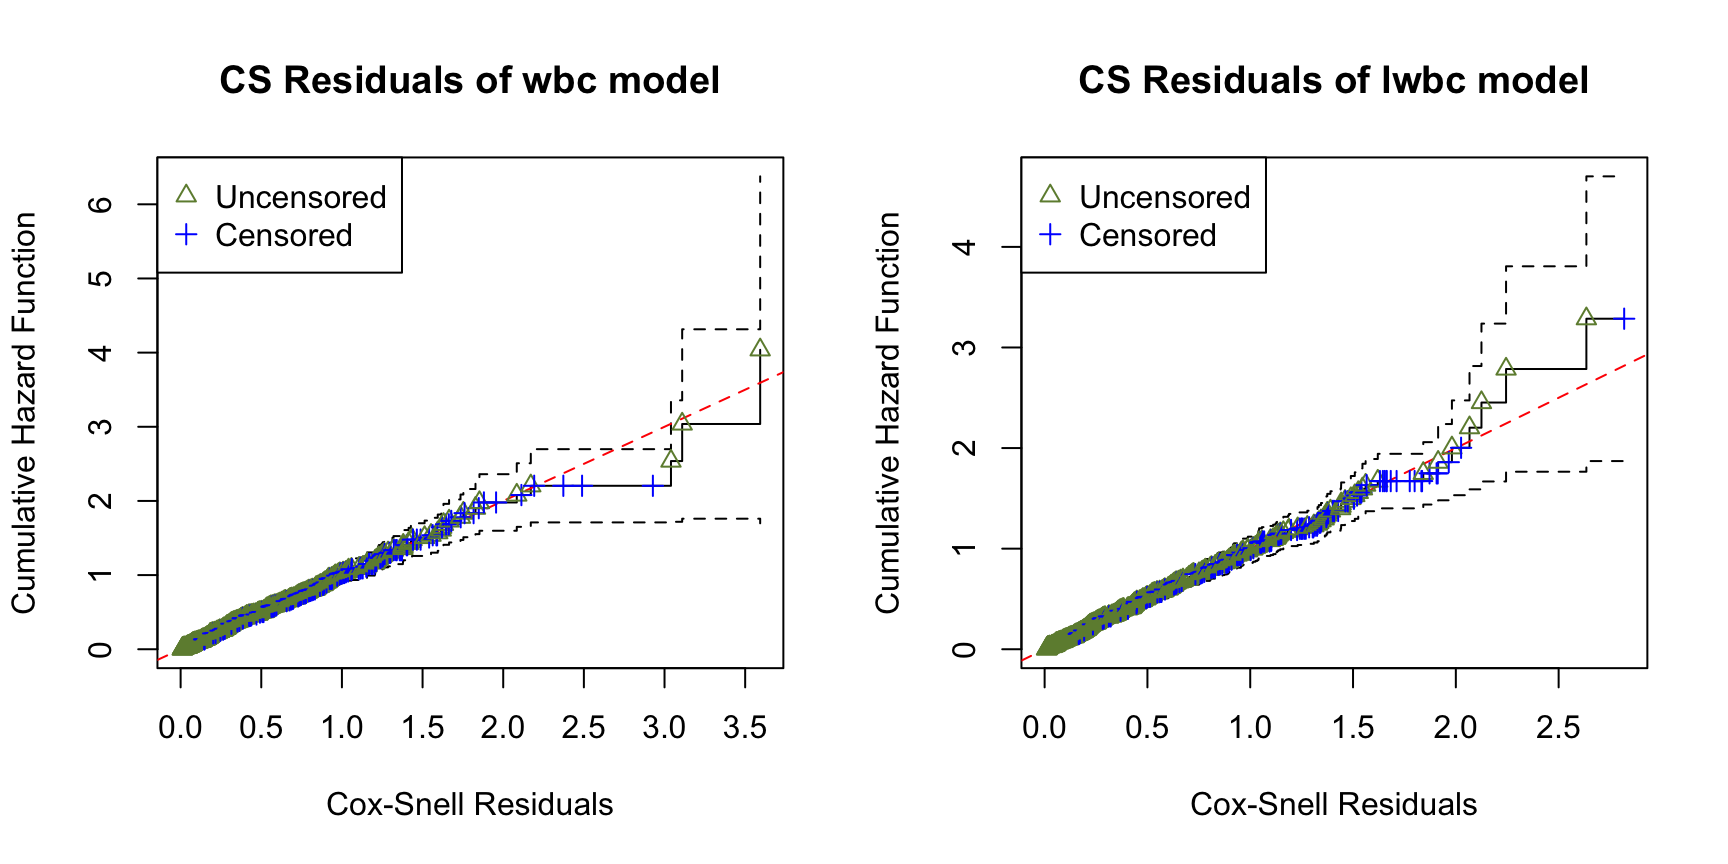 CS Residuals of wbc model
Uncensored
Censored
Cumulative Hazard Function
6
5
4
3
2
1
0
0.0 0.5 1.0 1.5 2.0 2.5 3.0 3.5
Cox-Snell Residuals
CS Residuals of lwbc model
Uncensored
Censored
Cumulative Hazard Function
4
3
2
1
0
0.0 0.5 1.0 1.5 2.0 2.5
Cox-Snell Residuals